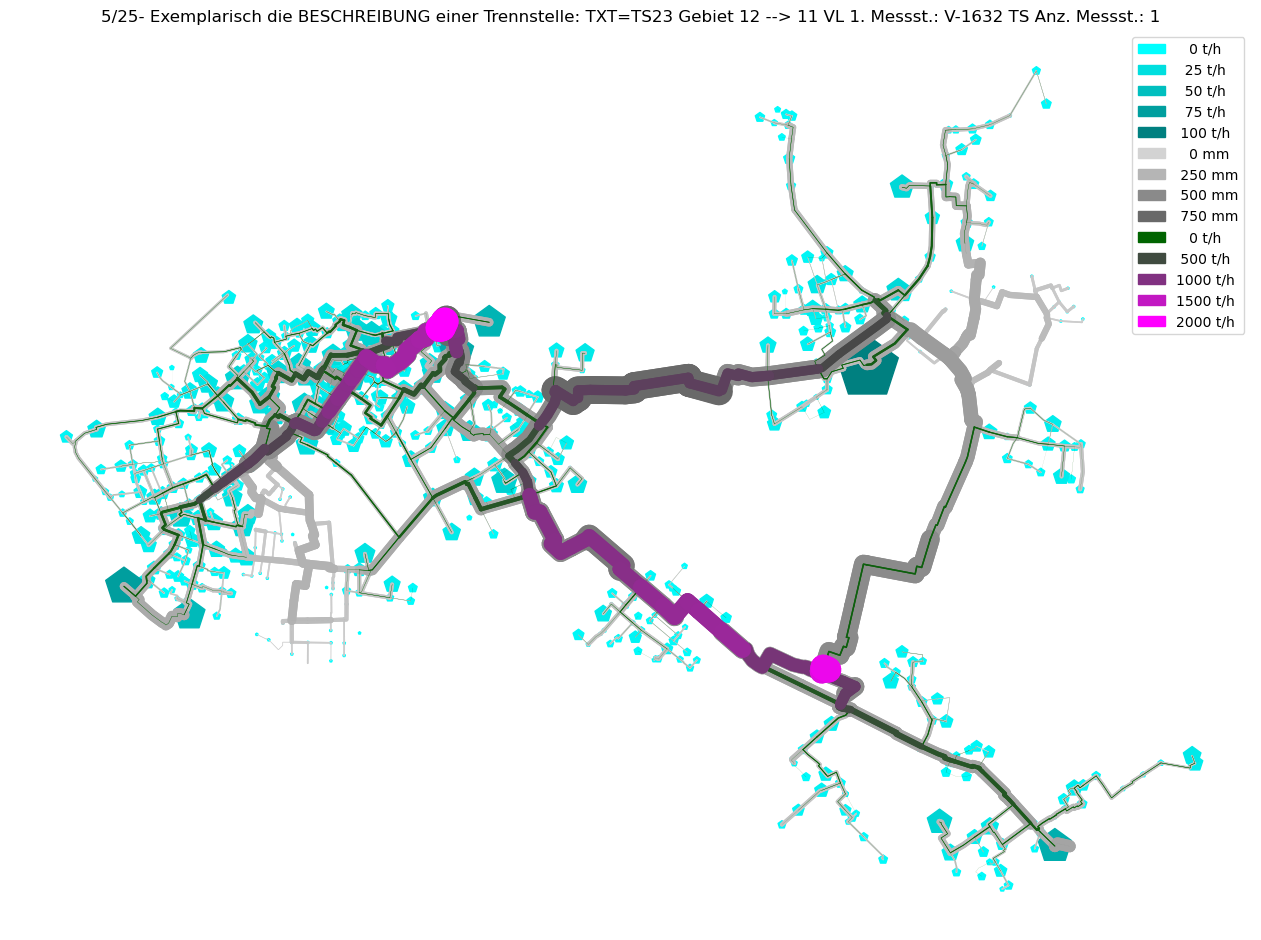 5/25- Exemplarisch die BESCHREIBUNG einer Trennstelle: TXT=TS23 Gebiet 12 --> 11 VL 1. Messst.: V-1632 TS Anz. Messst.: 1
0 t/h
25 t/h
50 t/h
75 t/h
100 t/h
0 mm
250 mm
500 mm
750 mm
0 t/h
500 t/h
1000 t/h
1500 t/h
2000 t/h